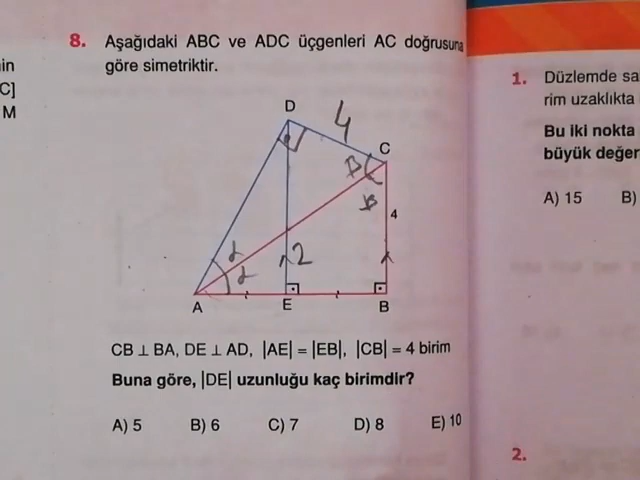 in
C]
M
8. Aşağıdaki ABC ve ADC üçgenleri AC doğrusuna
göre simetriktir.
D
4
C
β
β
4
α
α
2
A
E
B
CB ⊥ BA, DE ⊥ AD, |AE| = |EB|, |CB| = 4 birim
Buna göre, |DE| uzunluğu kaç birimdir?
A) 5 B) 6 C) 7 D) 8 E) 10
1. Düzlemde
rim uzaklıkta
Bu iki nokta
büyük değer
A) 15 B)
2.